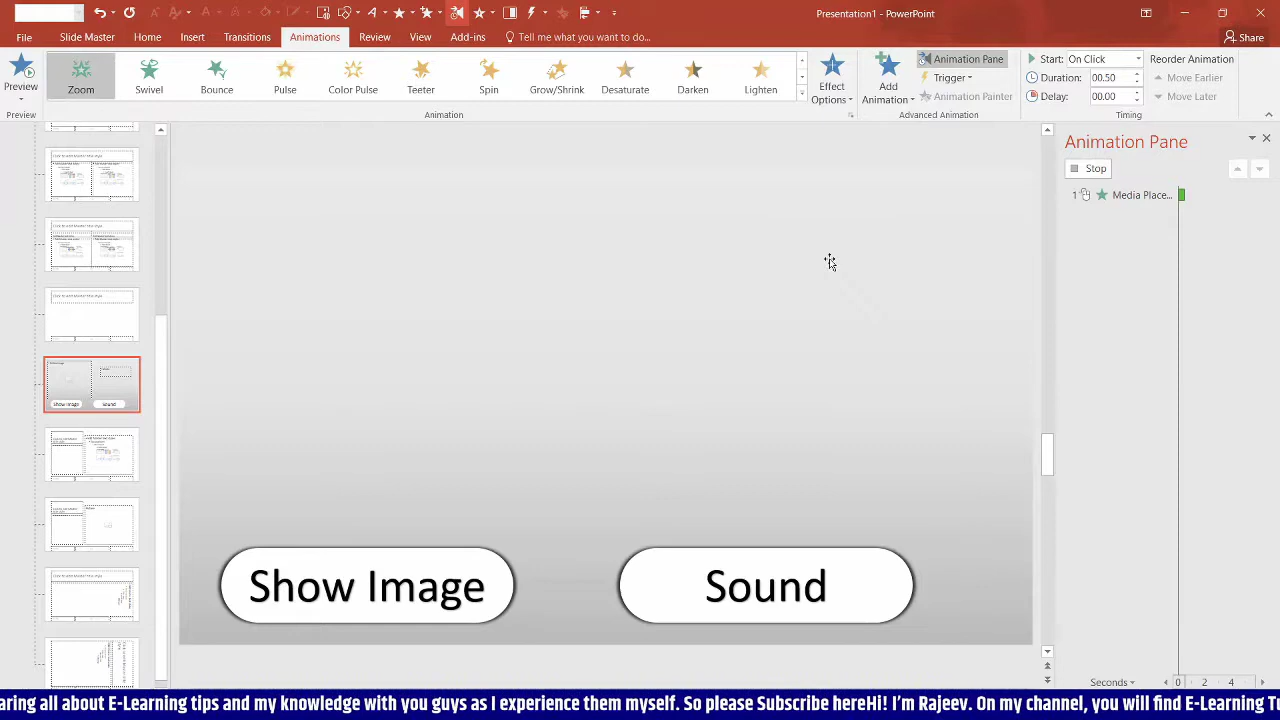 Presentation1 - PowerPoint
File Slide Master Home Insert Transitions Animations Review View Add-ins Tell me what you want to do... Share
Preview Zoom Swivel Bounce Pulse Color Pulse Teeter Spin Grow/Shrink Desaturate Darken Lighten Effect Options Add Animation
Animation Pane
Trigger
Animation Painter
Start: On Click
Duration: 00.50
Delay: 00.00
Reorder Animation
Move Earlier
Move Later
Preview Animation Advanced Animation Timing
Animation Pane
Stop
1 Media Place...
Show Image
Sound
Seconds 0 2 4
aring all about E-Learning tips and my knowledge with you guys as I experience them myself. So please Subscribe hereHi! I'm Rajeev. On my channel, you will find E-Learning T